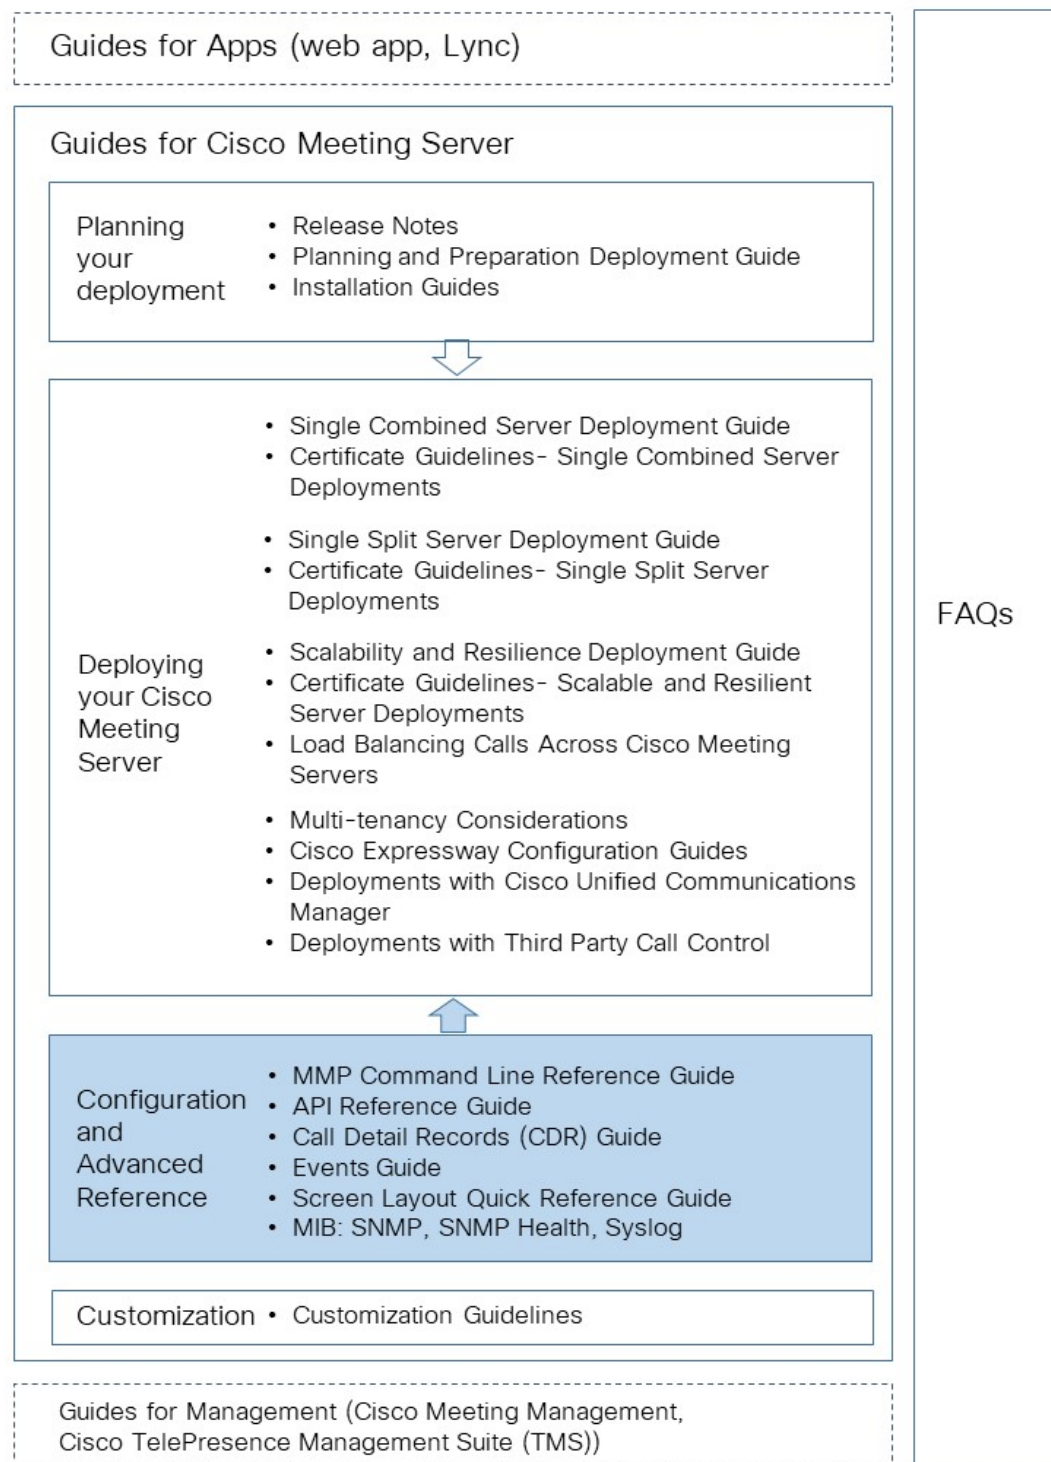 Guides for Apps (web app, Lync)
Guides for Cisco Meeting Server
Planning
your
deployment
• Release Notes
• Planning and Preparation Deployment Guide
• Installation Guides
Deploying
your Cisco
Meeting
Server
• Single Combined Server Deployment Guide
• Certificate Guidelines- Single Combined Server
Deployments
• Single Split Server Deployment Guide
• Certificate Guidelines- Single Split Server
Deployments
• Scalability and Resilience Deployment Guide
• Certificate Guidelines- Scalable and Resilient
Server Deployments
• Load Balancing Calls Across Cisco Meeting
Servers
• Multi-tenancy Considerations
• Cisco Expressway Configuration Guides
• Deployments with Cisco Unified Communications
Manager
• Deployments with Third Party Call Control
Configuration
and
Advanced
Reference
• MMP Command Line Reference Guide
• API Reference Guide
• Call Detail Records (CDR) Guide
• Events Guide
• Screen Layout Quick Reference Guide
• MIB: SNMP, SNMP Health, Syslog
Customization • Customization Guidelines
Guides for Management (Cisco Meeting Management,
Cisco TelePresence Management Suite (TMS))
FAQs